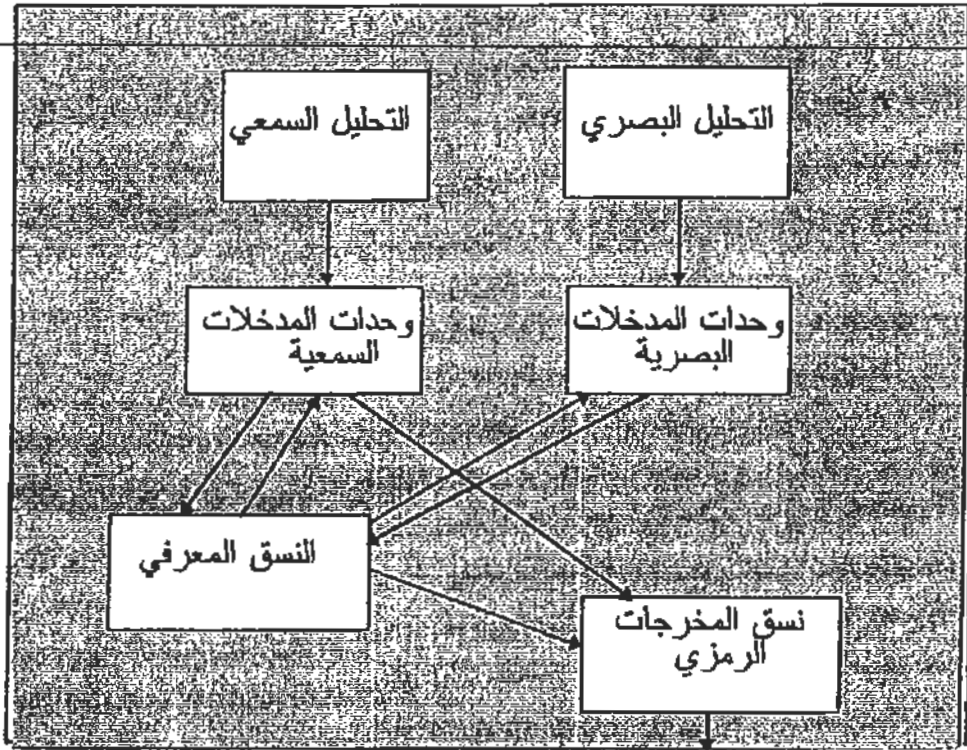 التحليل البصري
التحليل السمعي
وحدات المدخلات
البصرية
وحدات المدخلات
السمعية
النسق المعرفي
نسق المخرجات
الرمزي